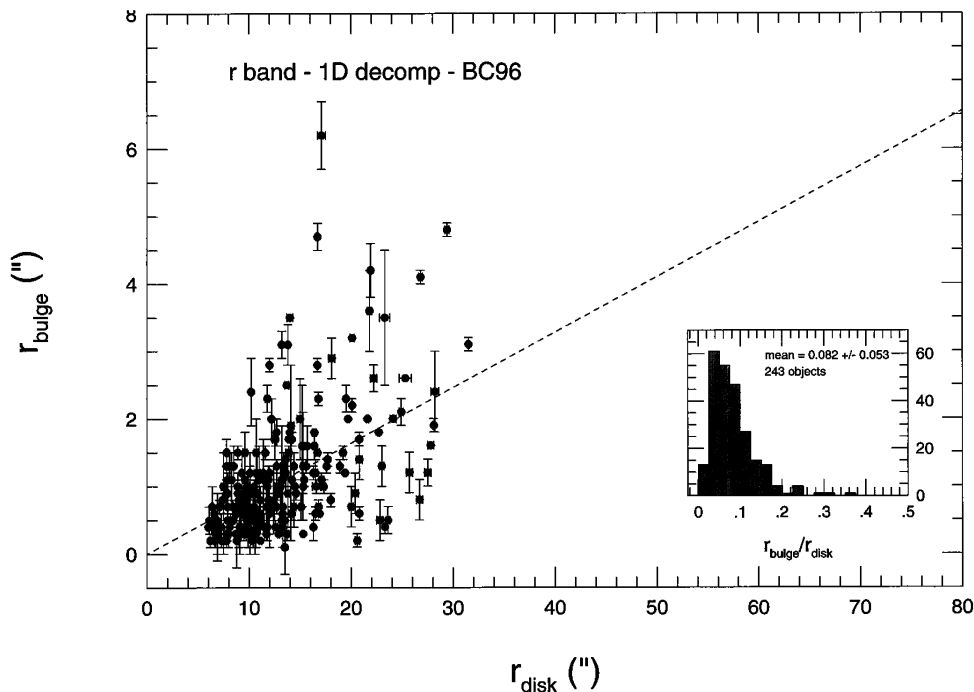 r band - 1D decomp - BC96
8
6
4
2
0
r_bulge (")
0 10 20 30 40 50 60 70 80
r_disk (")
mean = 0.082 +/- 0.053
243 objects
60
40
20
0
0 .1 .2 .3 .4 .5
r_bulge/r_disk